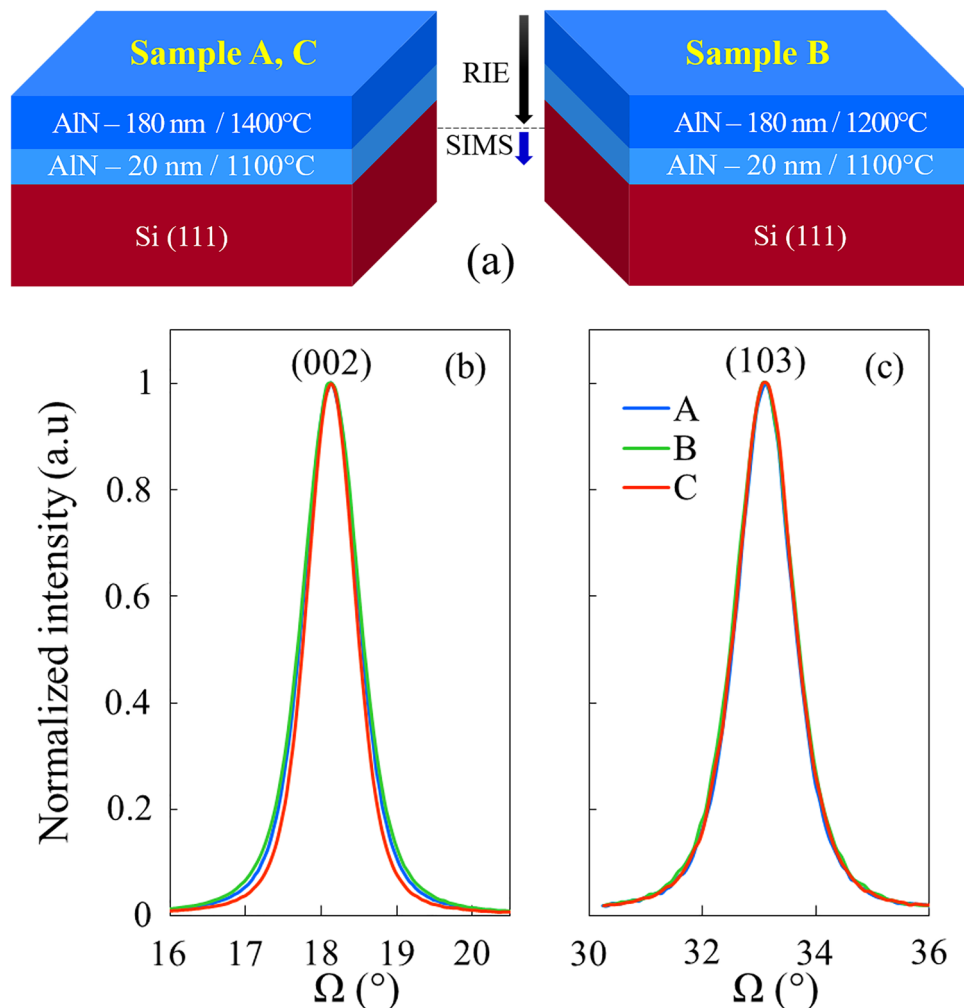 Sample A, C
AlN – 180 nm / 1400°C
AlN – 20 nm / 1100°C
Si (111)
RIE
SIMS
Sample B
AlN – 180 nm / 1200°C
AlN – 20 nm / 1100°C
Si (111)
(a)
(002)
(b)
Normalized intensity (a.u)
1
0.8
0.6
0.4
0.2
0
16 17 18 19 20
Ω (°)
(103)
(c)
A
B
C
30 32 34 36
Ω (°)